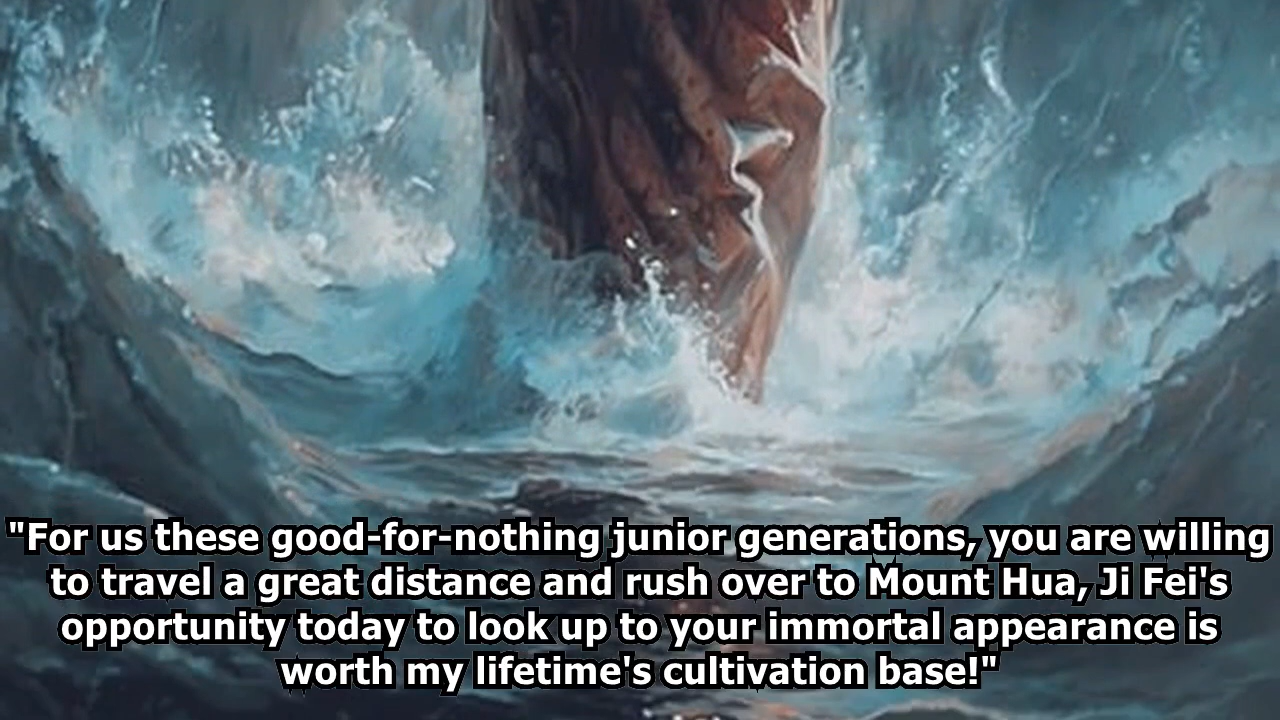 "For us these good-for-nothing junior generations, you are willing
to travel a great distance and rush over to Mount Hua, Ji Fei's
opportunity today to look up to your immortal appearance is
worth my lifetime's cultivation base!"